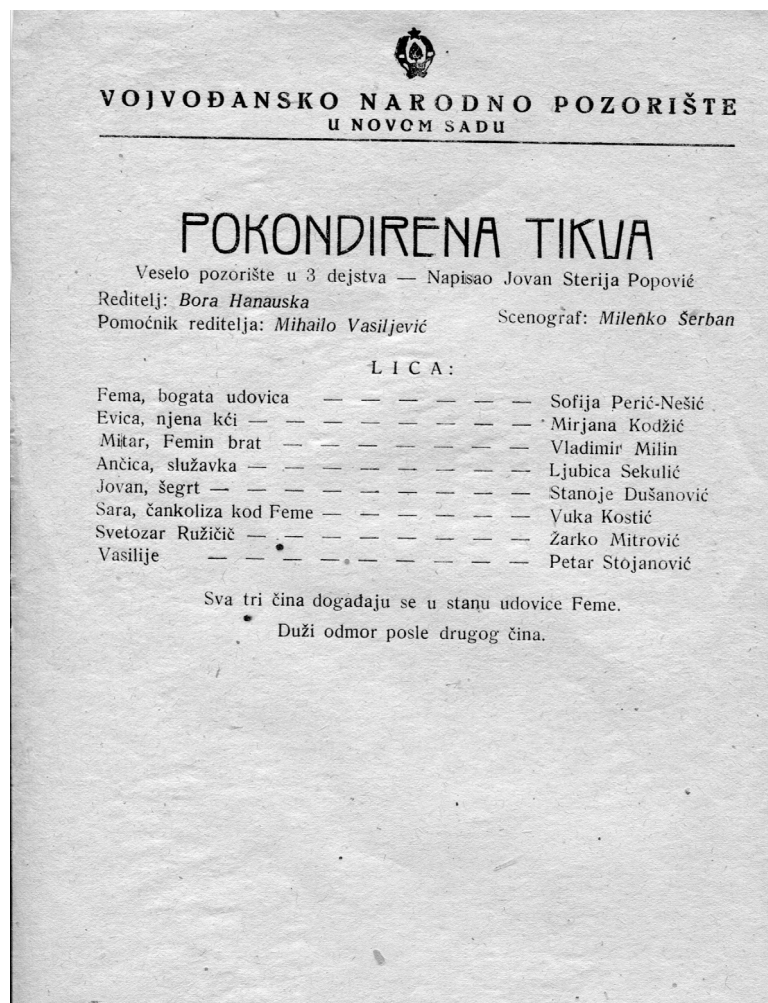 VOJVOĐANSKO NARODNO POZORIŠTE
U NOVOM SADU
POKONDIRENA TIKVA
Veselo pozorište u 3 dejstva — Napisao Jovan Sterija Popović
Reditelj: Bora Hanauska
Pomoćnik reditelja: Mihailo Vasiljević
Scenograf: Milenko Šerban
LICA:
Fema, bogata udovica — — — — — — Sofija Perić-Nešić
Evica, njena kći — — — — — — — — Mirjana Kodžić
Mitar, Femin brat — — — — — — — Vladimir Milin
Ančica, služavka — — — — — — — — Ljubica Sekulić
Jovan, šegrt — — — — — — — — — Stanoje Dušanović
Sara, čankoliza kod Feme — — — — — — Vuka Kostić
Svetozar Ružičič — — — — — — — — Žarko Mitrović
Vasilije — — — — — — — — — Petar Stojanović
Sva tri čina događaju se u stanu udovice Feme.
Duži odmor posle drugog čina.